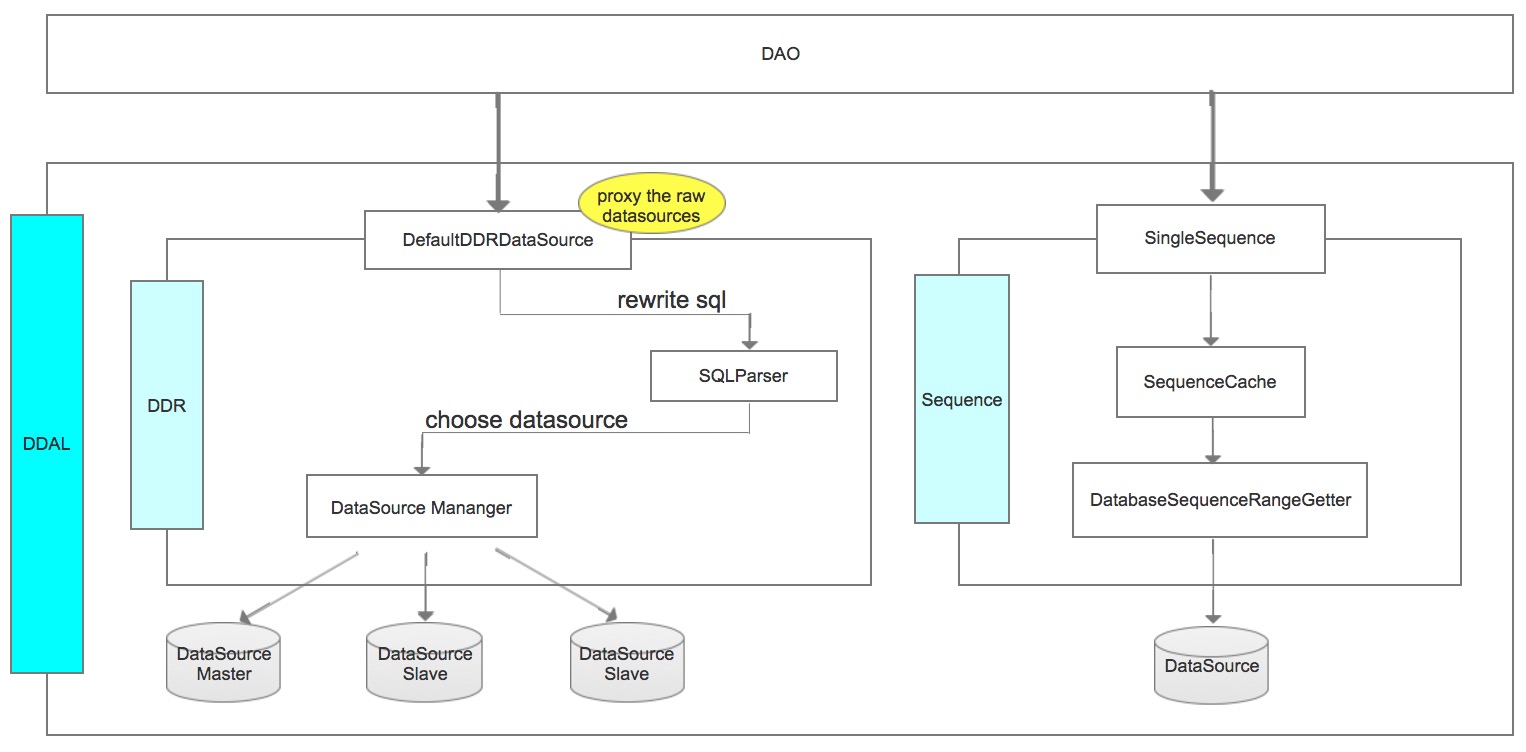 DAO
proxy the raw
datasources
DefaultDDRDataSource
rewrite sql
SQLParser
choose datasource
DataSource Mananger
DDR
DDAL
DataSource
Master
DataSource
Slave
DataSource
Slave
SingleSequence
SequenceCache
Sequence
DatabaseSequenceRangeGetter
DataSource